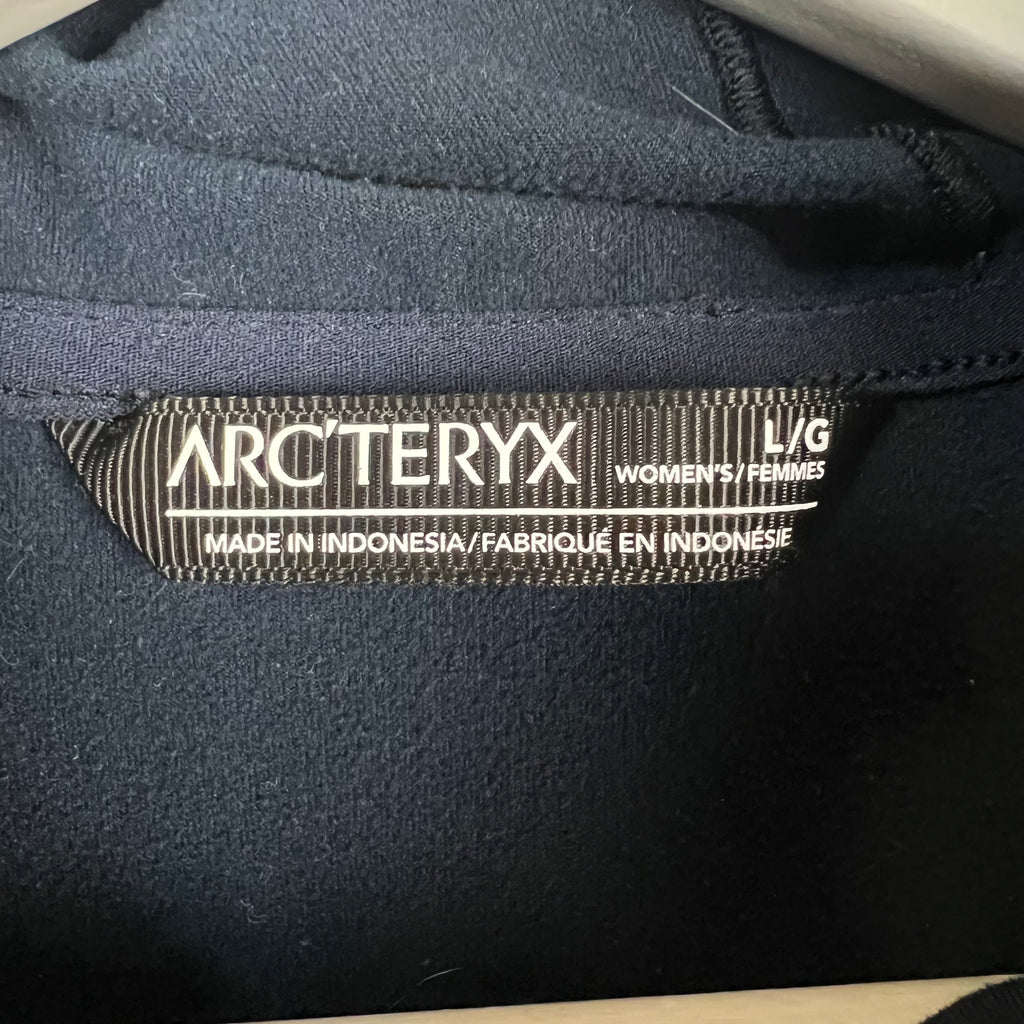 ARC'TERYX L/G
WOMEN'S/FEMMES
MADE IN INDONESIA/FABRIQUÉ EN INDONÉSIE